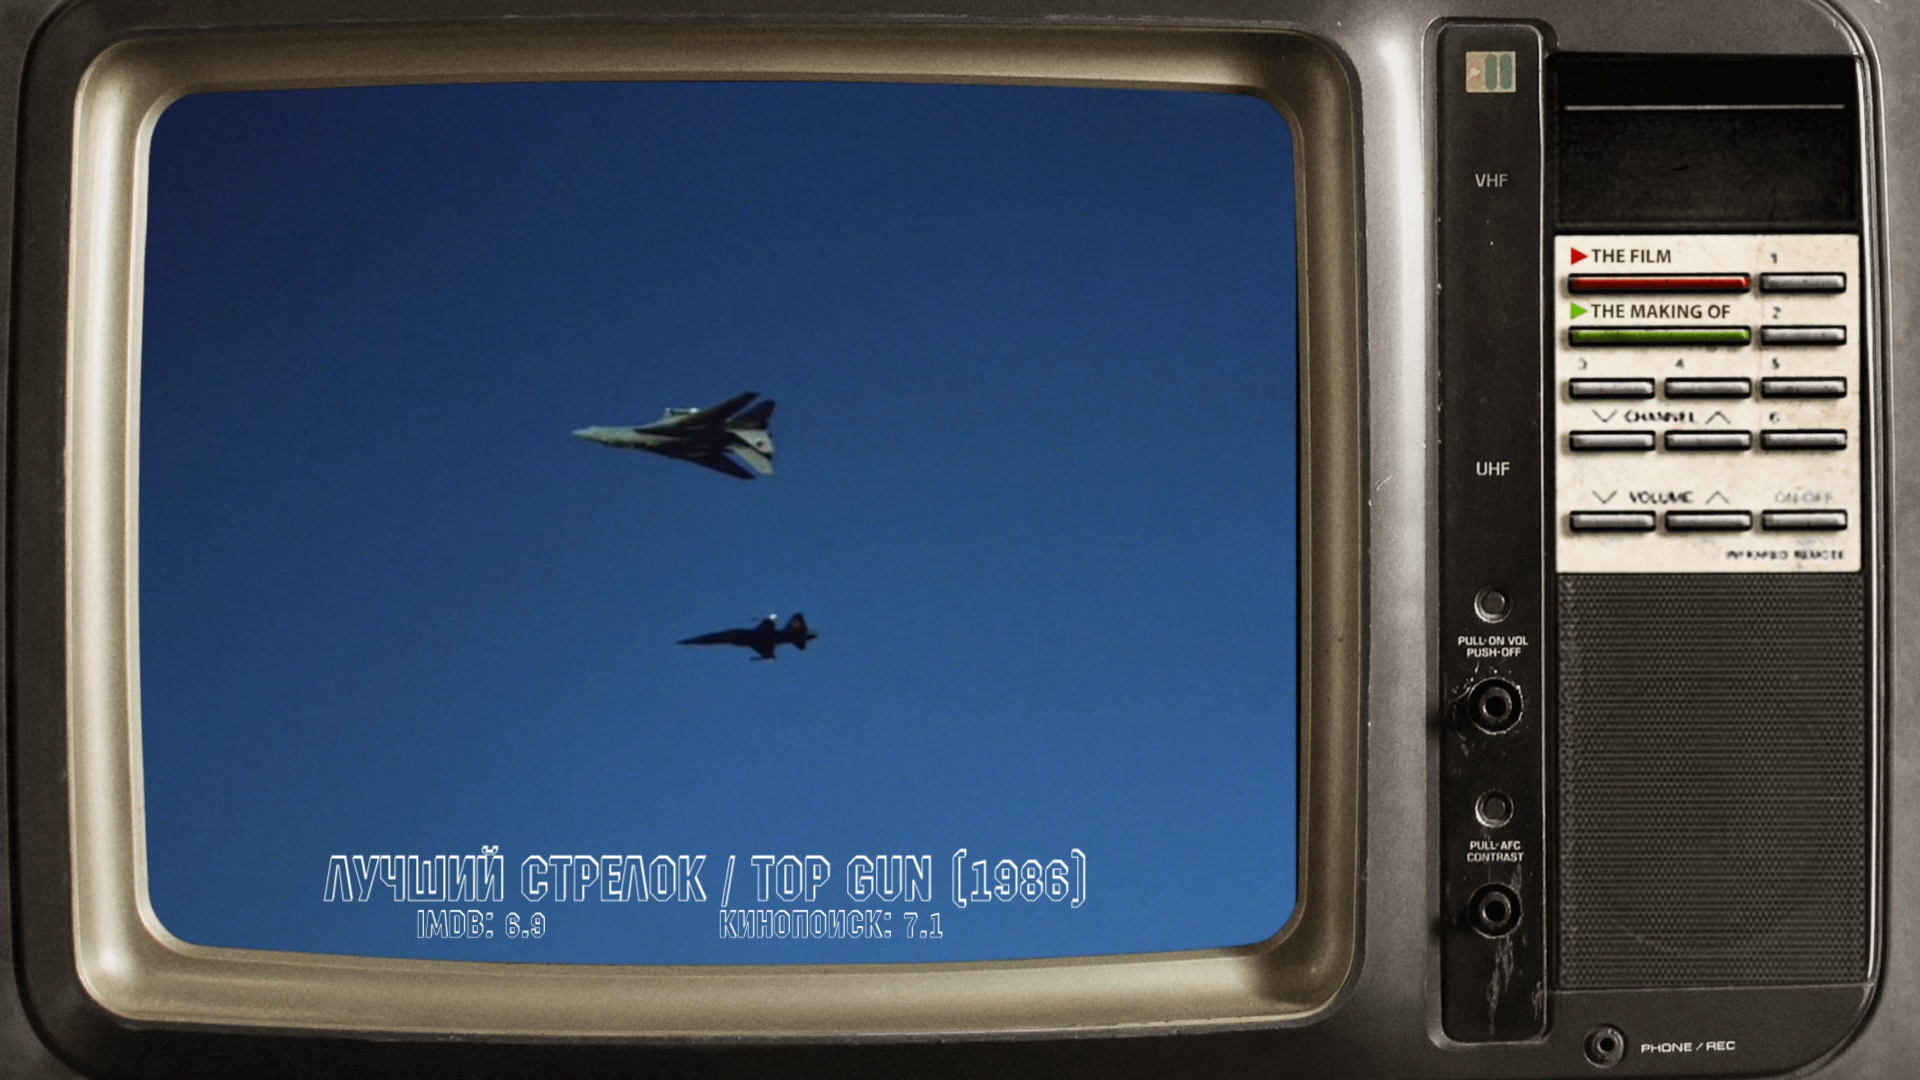 ЛУЧШИЙ СТРЕЛОК / TOP GUN (1986)
IMDB: 6.9 КИНОПОИСК: 7.1
VHF
UHF
PULL-ON VOL
PUSH-OFF
PULL-AFC
CONTRAST
THE FILM 1
THE MAKING OF 2
3 4 5
CHANNEL 6
VOLUME ON-OFF
INFRARED REMOTE
PHONE / REC